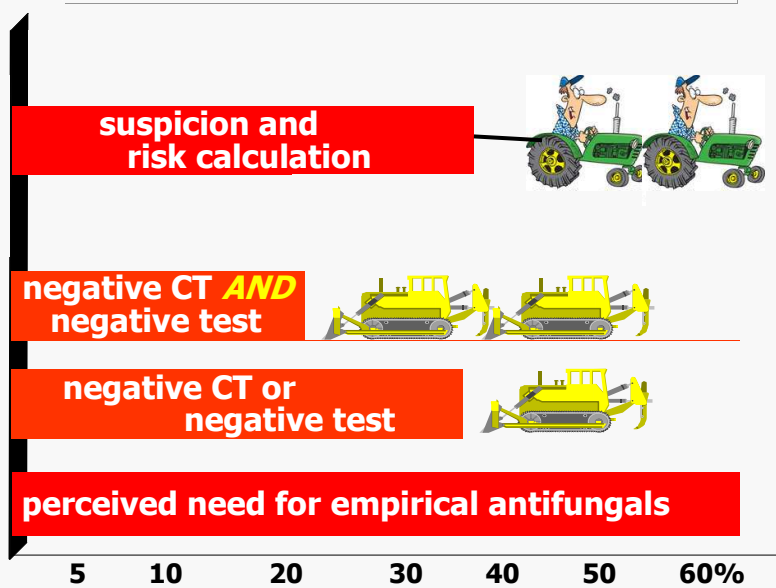 suspicion and
risk calculation
negative CT AND
negative test
negative CT or
negative test
perceived need for empirical antifungals
5 10 20 30 40 50 60%